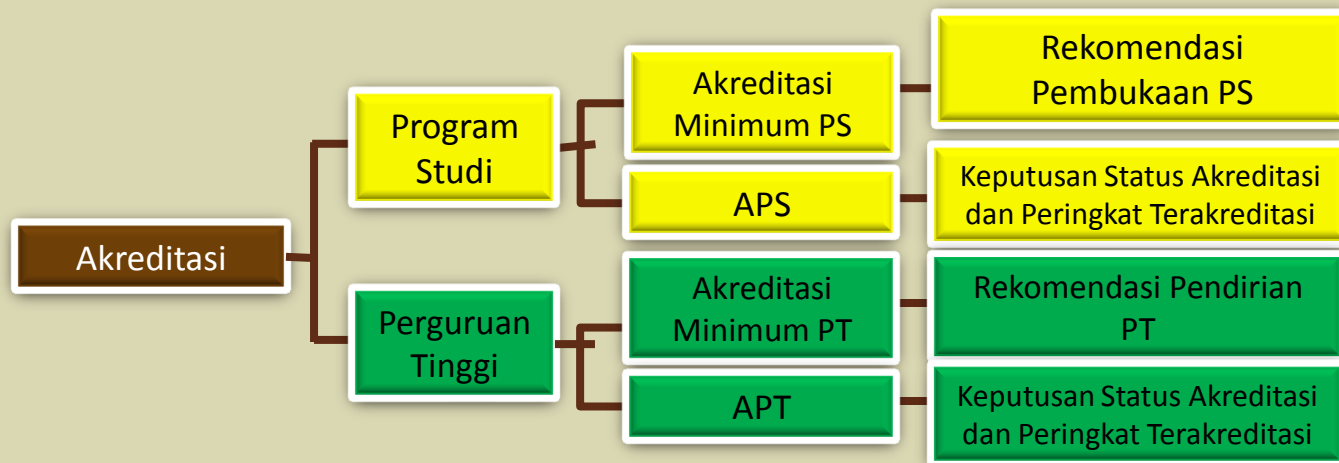 Akreditasi
Program
Studi
Akreditasi
Minimum PS
Rekomendasi
Pembukaan PS
APS
Keputusan Status Akreditasi
dan Peringkat Terakreditasi
Perguruan
Tinggi
Akreditasi
Minimum PT
Rekomendasi Pendirian
PT
APT
Keputusan Status Akreditasi
dan Peringkat Terakreditasi